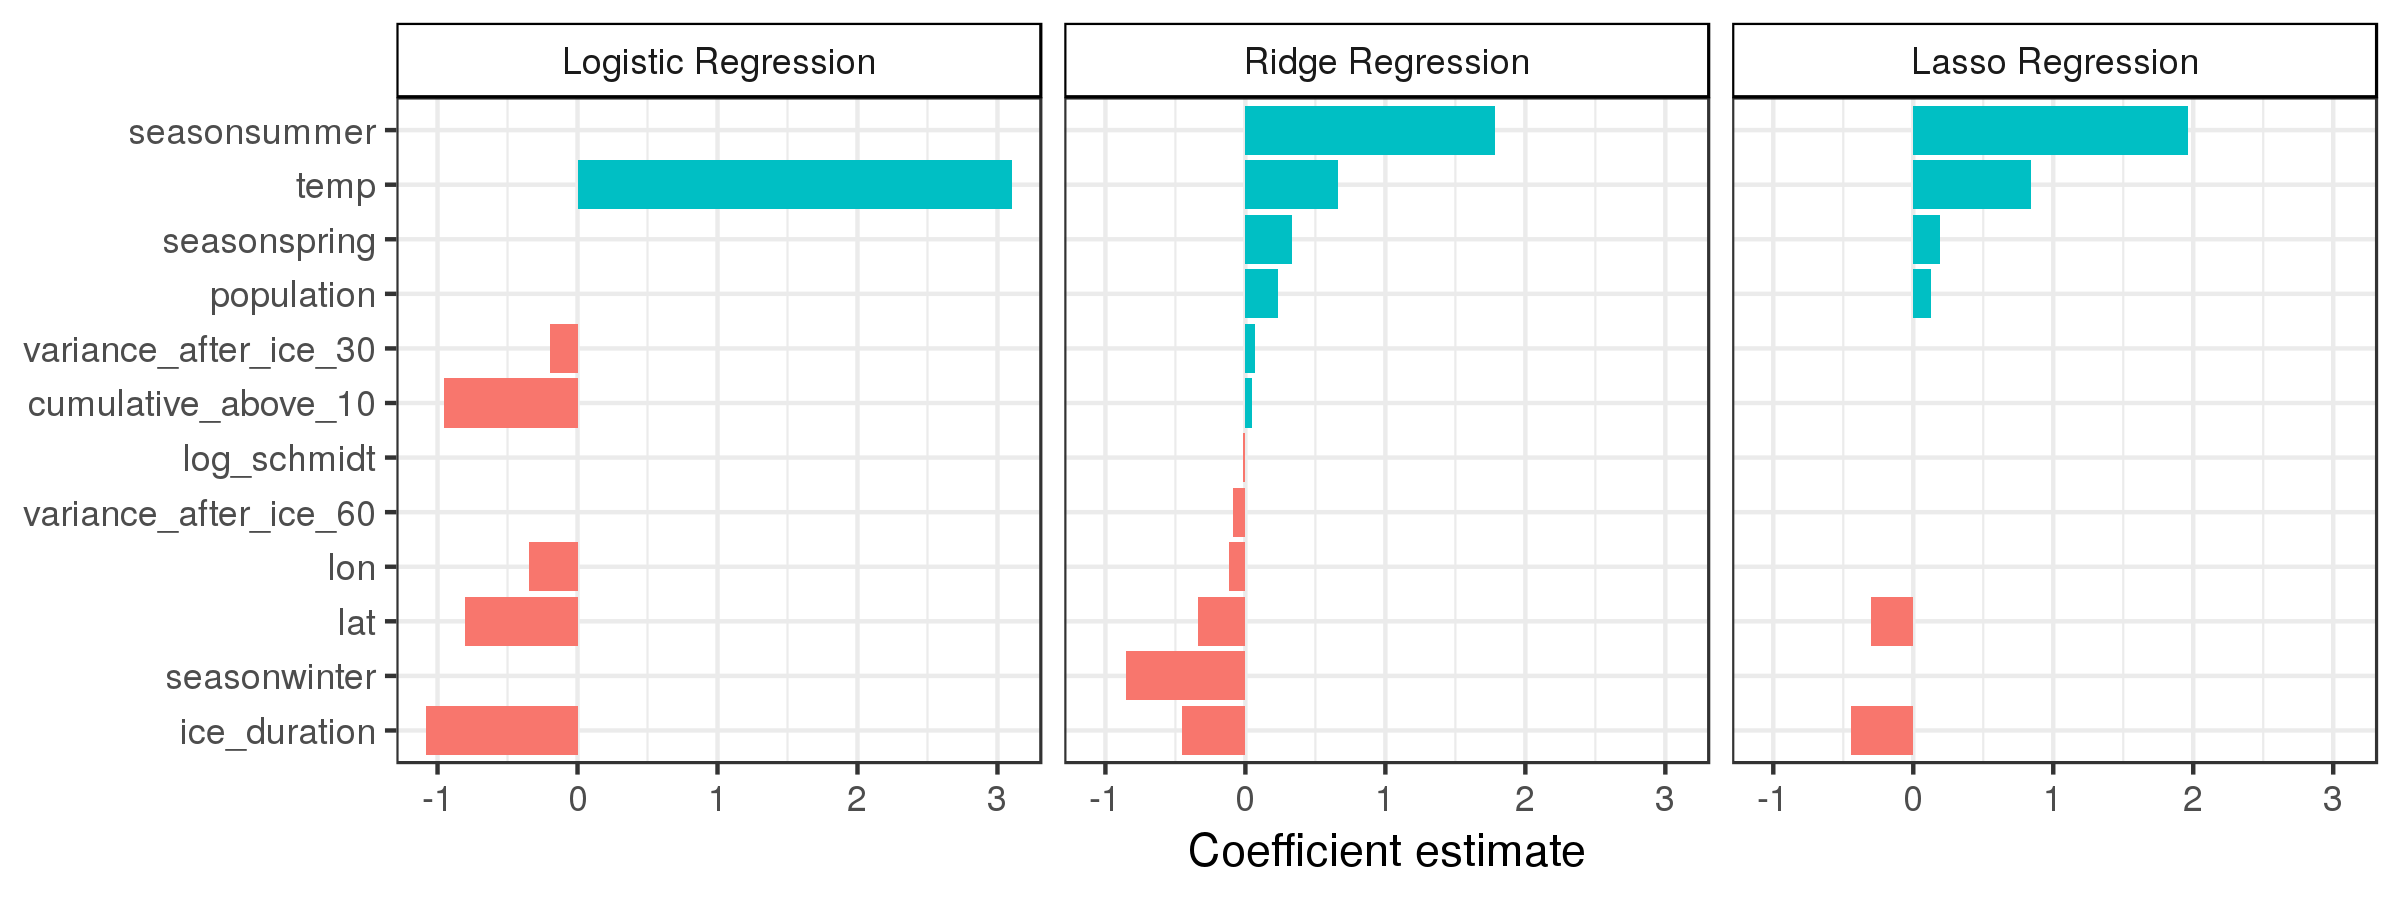 Logistic Regression
Ridge Regression
Lasso Regression
seasonsummer
temp
seasonspring
population
variance_after_ice_30
cumulative_above_10
log_schmidt
variance_after_ice_60
lon
lat
seasonwinter
ice_duration
-1 0 1 2 3
-1 0 1 2 3
-1 0 1 2 3
Coefficient estimate